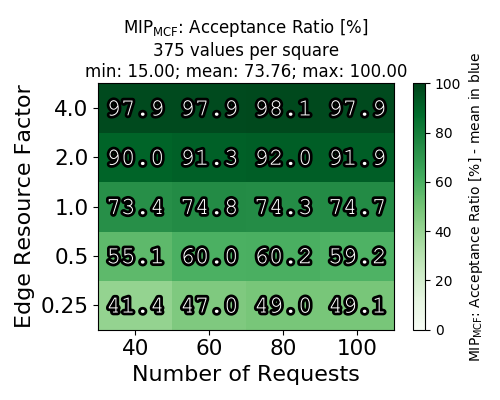 MIP_MCF: Acceptance Ratio [%]
375 values per square
min: 15.00; mean: 73.76; max: 100.00
Edge Resource Factor
4.0 97.9 97.9 98.1 97.9
2.0 90.0 91.3 92.0 91.9
1.0 73.4 74.8 74.3 74.7
0.5 55.1 60.0 60.2 59.2
0.25 41.4 47.0 49.0 49.1
40 60 80 100
Number of Requests
100
80
60
40
20
0
MIP_MCF: Acceptance Ratio [%] - mean in blue